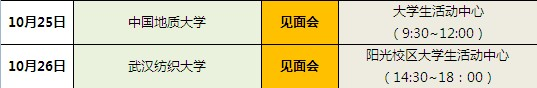 10月25日 中国地质大学 见面会 大学生活动中心
（9:30~12:00）
10月26日 武汉纺织大学 见面会 阳光校区大学生活动中心
（14:30~18：00）